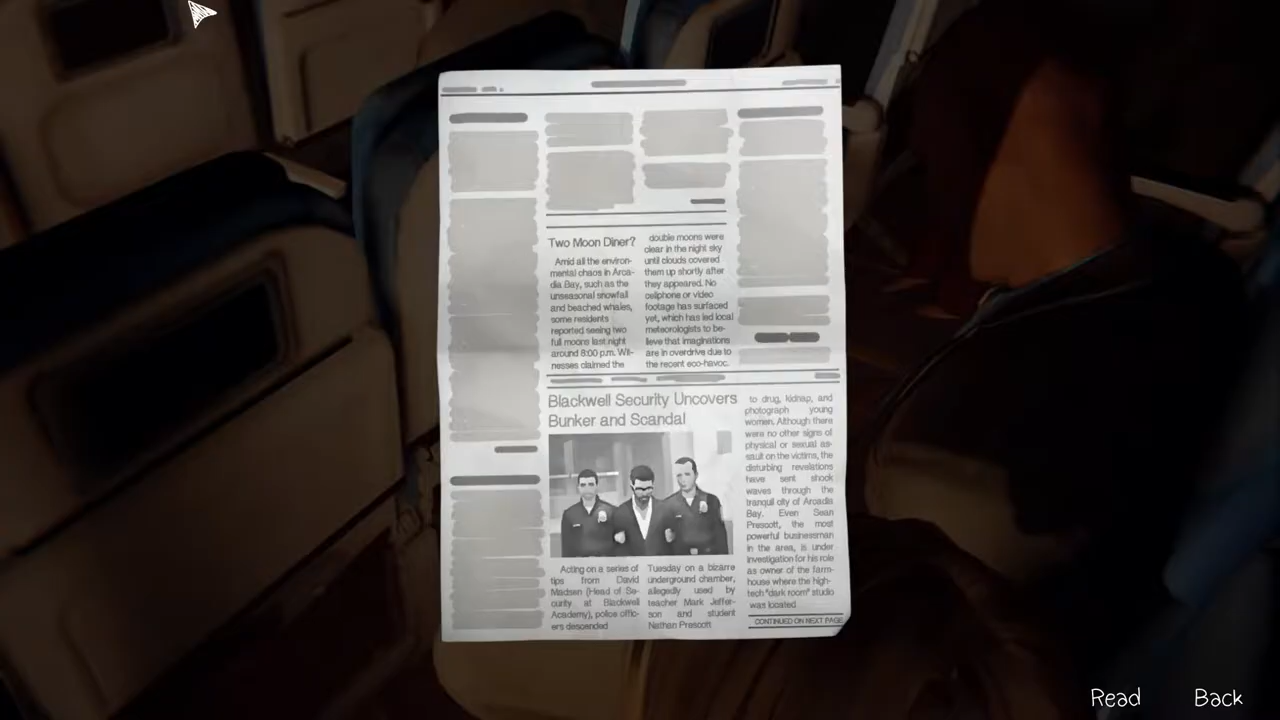 Two Moon Diner?
Amid all the environ-
mental chaos in Arca-
dia Bay, such as the
unseasonal snowfall
and beached whales,
some residents
reported seeing two
full moons last night
around 8:00 p.m. Wit-
nesses claimed the
double moons were
clear in the night sky
until clouds covered
them up shortly after
they appeared. No
cellphone or video
footage has surfaced
yet, which has led local
meteorologists to be-
lieve that imaginations
are in overdrive due to
the recent eco-havoc.
Blackwell Security Uncovers
Bunker and Scandal
Acting on a series of
tips from David
Madsen (Head of Se-
curity at Blackwell
Academy), police offic-
ers descended
Tuesday on a bizarre
underground chamber,
allegedly used by
teacher Mark Jeffer-
son and student
Nathan Prescott
to drug, kidnap, and
photograph young
women. Although there
were no other signs of
physical or sexual as-
sault on the victims, the
disturbing revelations
have sent shock
waves through the
tranquil city of Arcadia
Bay. Even Sean
Prescott, the most
powerful businessman
in the area, is under
investigation for his role
as owner of the farm-
house where the high-
tech "dark room" studio
was located
CONTINUED ON NEXT PAGE
Read Back